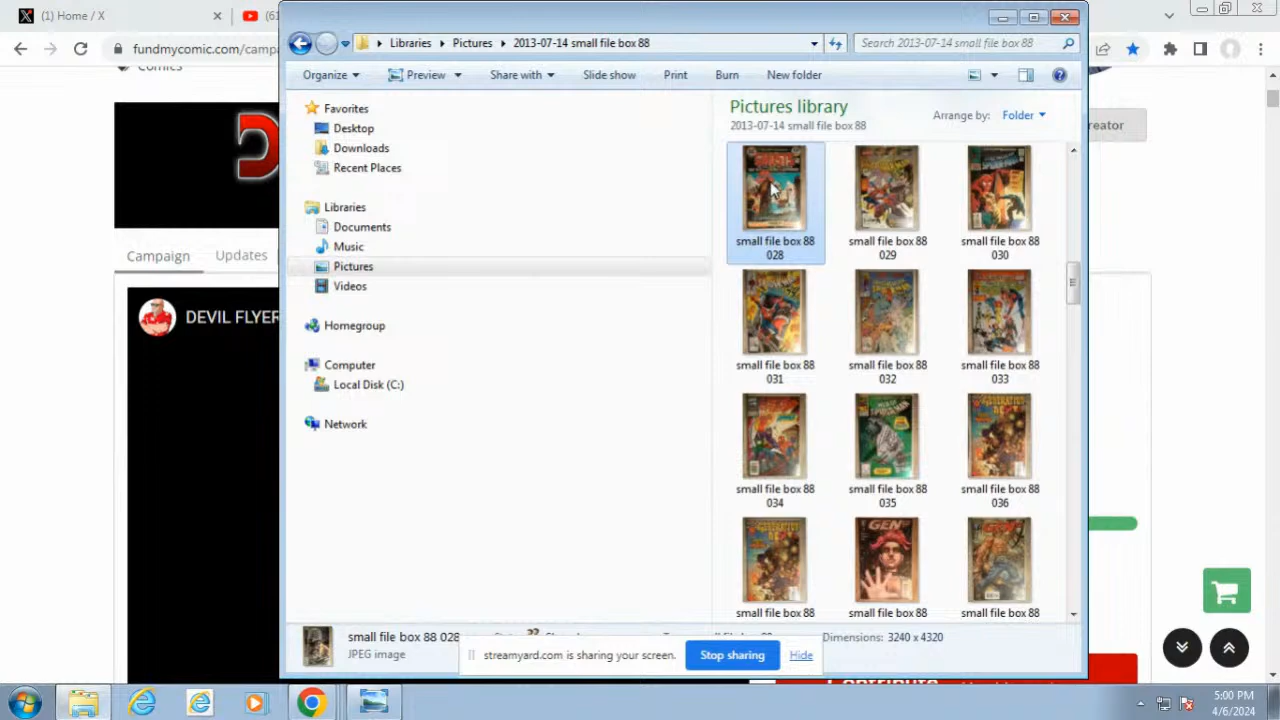 (1) Home / X
(6
fundmycomic.com/camp
Comics
D
Campaign
Updates
DEVIL FLYER
Libraries
Pictures
2013-07-14 small file box 88
Search 2013-07-14 small file box 88
Organize
Preview
Share with
Slide show
Print
Burn
New folder
Favorites
Desktop
Downloads
Recent Places
Libraries
Documents
Music
Pictures
Videos
Homegroup
Computer
Local Disk (C:)
Network
Pictures library
2013-07-14 small file box 88
Arrange by:
Folder
small file box 88
028
small file box 88
029
small file box 88
030
small file box 88
031
small file box 88
032
small file box 88
033
small file box 88
034
small file box 88
035
small file box 88
036
GEN
small file box 88
small file box 88
small file box 88
small file box 88 028
JPEG image
Dimensions: 3240 x 4320
streamyard.com is sharing your screen.
Stop sharing
Hide
reator
Contribute
5:00 PM
4/6/2024